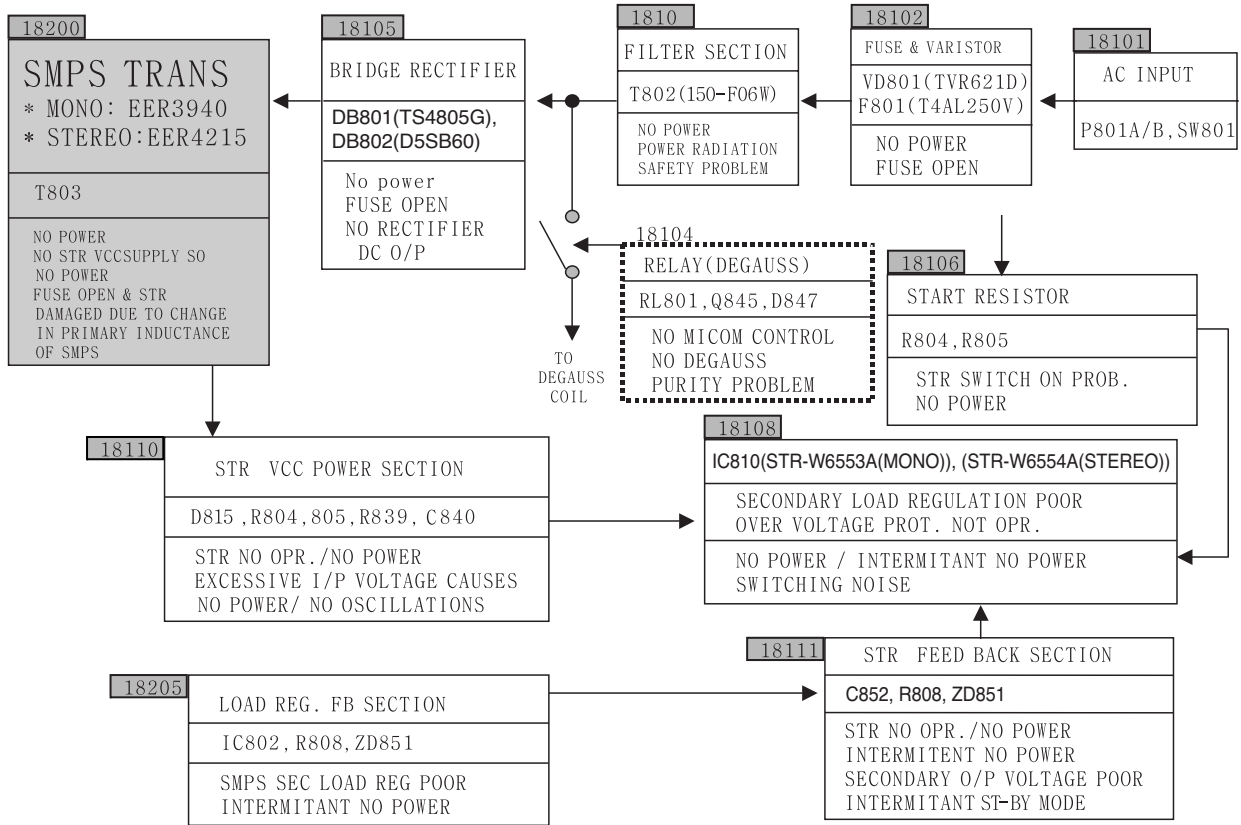 18200
SMPS TRANS
* MONO: EER3940
* STEREO:EER4215
T803
NO POWER
NO STR VCCSUPPLY SO
NO POWER
FUSE OPEN & STR
DAMAGED DUE TO CHANGE
IN PRIMARY INDUCTANCE
OF SMPS
18105
BRIDGE RECTIFIER
DB801(TS4805G),
DB802(D5SB60)
No power
FUSE OPEN
NO RECTIFIER
DC O/P
1810
FILTER SECTION
T802(150-F06W)
NO POWER
POWER RADIATION
SAFETY PROBLEM
18102
FUSE & VARISTOR
VD801(TVR621D)
F801(T4AL250V)
NO POWER
FUSE OPEN
18101
AC INPUT
P801A/B,SW801
18104
RELAY(DEGAUSS)
RL801,Q845,D847
NO MICOM CONTROL
NO DEGAUSS
PURITY PROBLEM
TO
DEGAUSS
COIL
18106
START RESISTOR
R804,R805
STR SWITCH ON PROB.
NO POWER
18110
STR VCC POWER SECTION
D815 ,R804,805,R839, C840
STR NO OPR./NO POWER
EXCESSIVE I/P VOLTAGE CAUSES
NO POWER/ NO OSCILLATIONS
18108
IC810(STR-W6553A(MONO)), (STR-W6554A(STEREO))
SECONDARY LOAD REGULATION POOR
OVER VOLTAGE PROT. NOT OPR.
NO POWER / INTERMITANT NO POWER
SWITCHING NOISE
18205
LOAD REG. FB SECTION
IC802,R808,ZD851
SMPS SEC LOAD REG POOR
INTERMITANT NO POWER
18111
STR FEED BACK SECTION
C852, R808, ZD851
STR NO OPR./NO POWER
INTERMITENT NO POWER
SECONDARY O/P VOLTAGE POOR
INTERMITANT ST-BY MODE